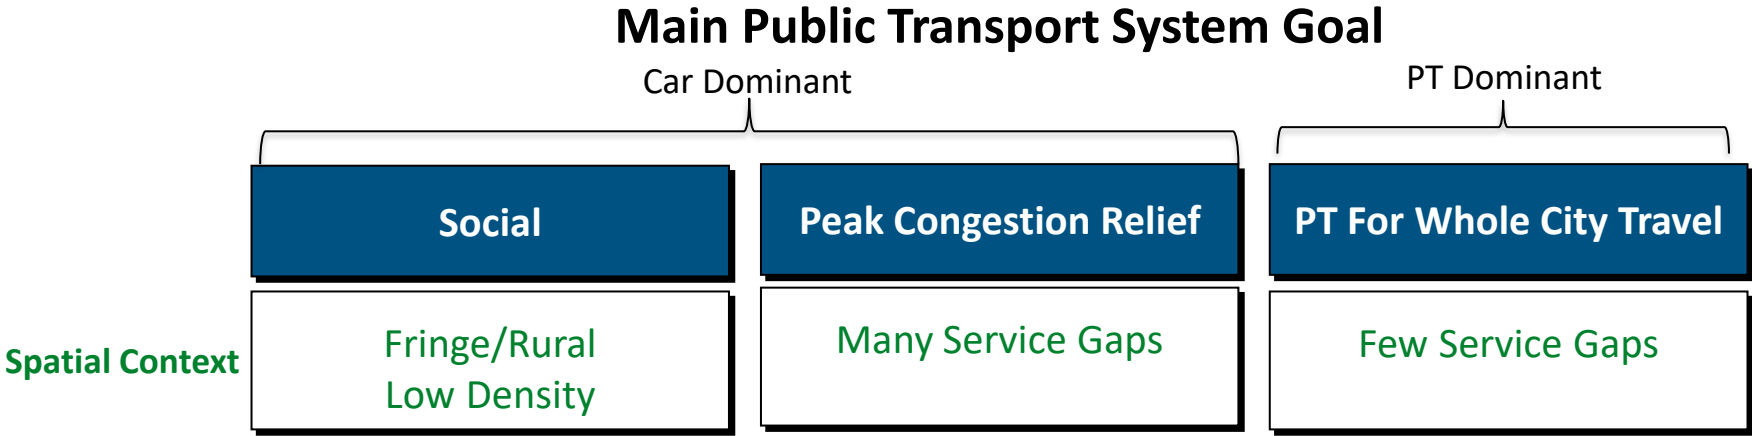 Main Public Transport System Goal
Car Dominant
PT Dominant
Social
Peak Congestion Relief
PT For Whole City Travel
Spatial Context
Fringe/Rural
Low Density
Many Service Gaps
Few Service Gaps